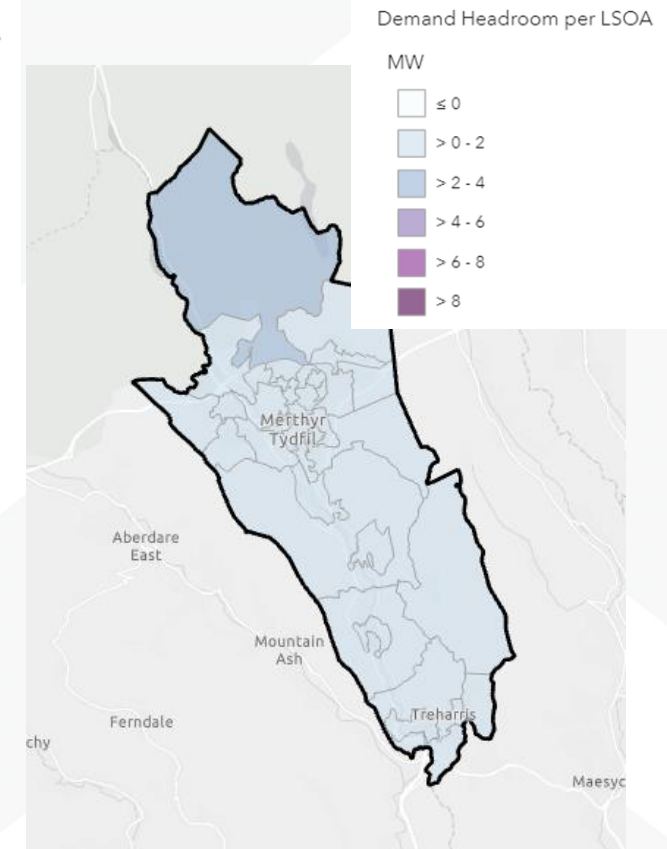 Demand Headroom per LSOA
MW
≤ 0
> 0 - 2
> 2 - 4
> 4 - 6
> 6 - 8
> 8
Merthyr
Tydfil
Aberdare
East
Mountain
Ash
Treharris
Ferndale
chy
Maesyc